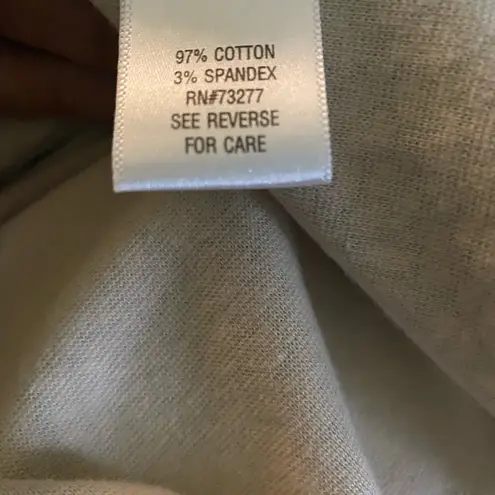 97% COTTON
3% SPANDEX
RN#73277
SEE REVERSE
FOR CARE